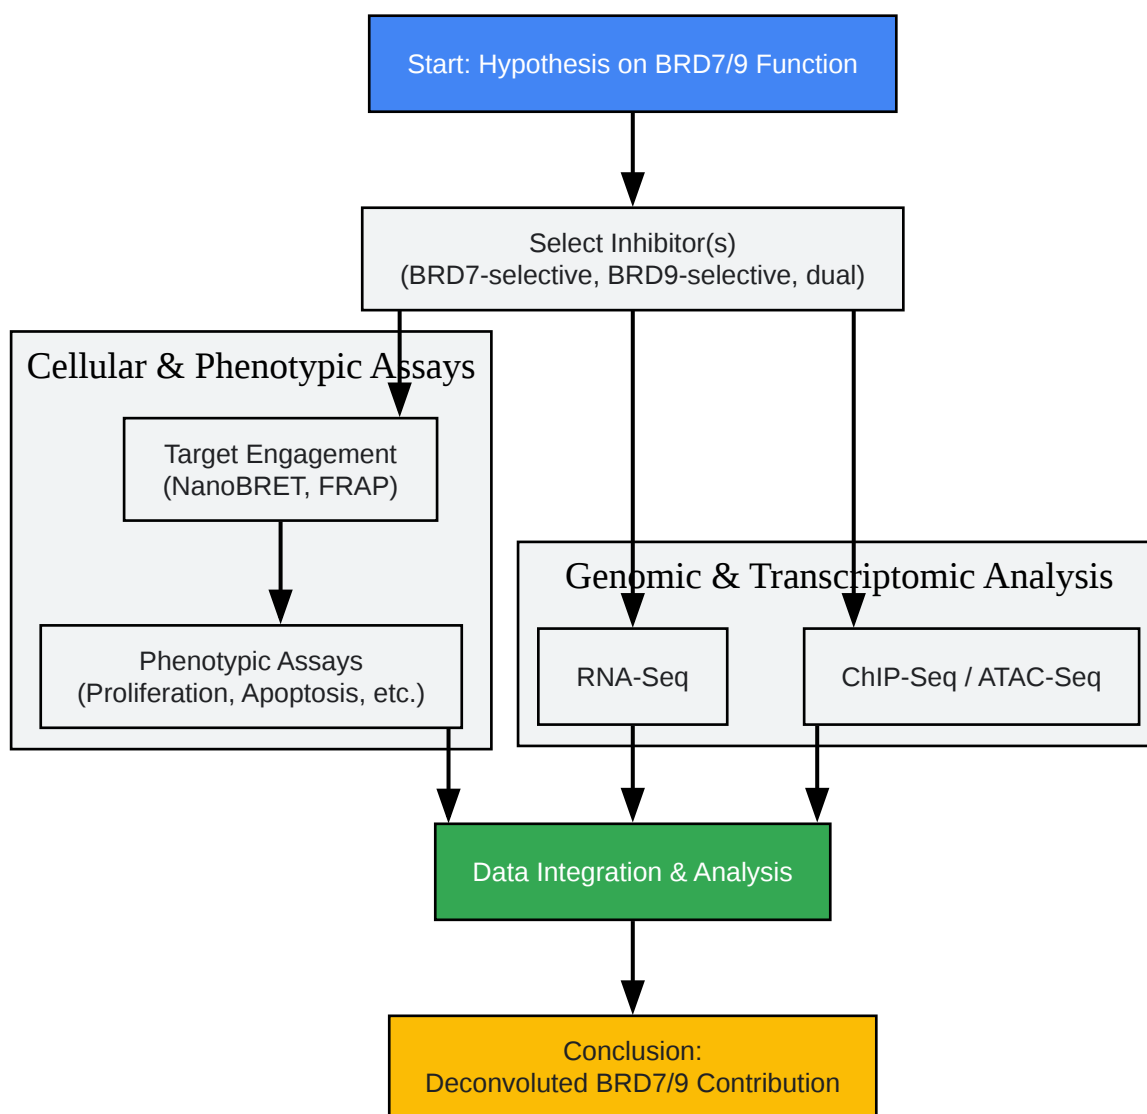 Start: Hypothesis on BRD7/9 Function
Select Inhibitor(s)
(BRD7-selective, BRD9-selective, dual)
Cellular & Phenotypic Assays
Target Engagement
(NanoBRET, FRAP)
Phenotypic Assays
(Proliferation, Apoptosis, etc.)
Genomic & Transcriptomic Analysis
RNA-Seq
ChIP-Seq / ATAC-Seq
Data Integration & Analysis
Conclusion:
Deconvoluted BRD7/9 Contribution